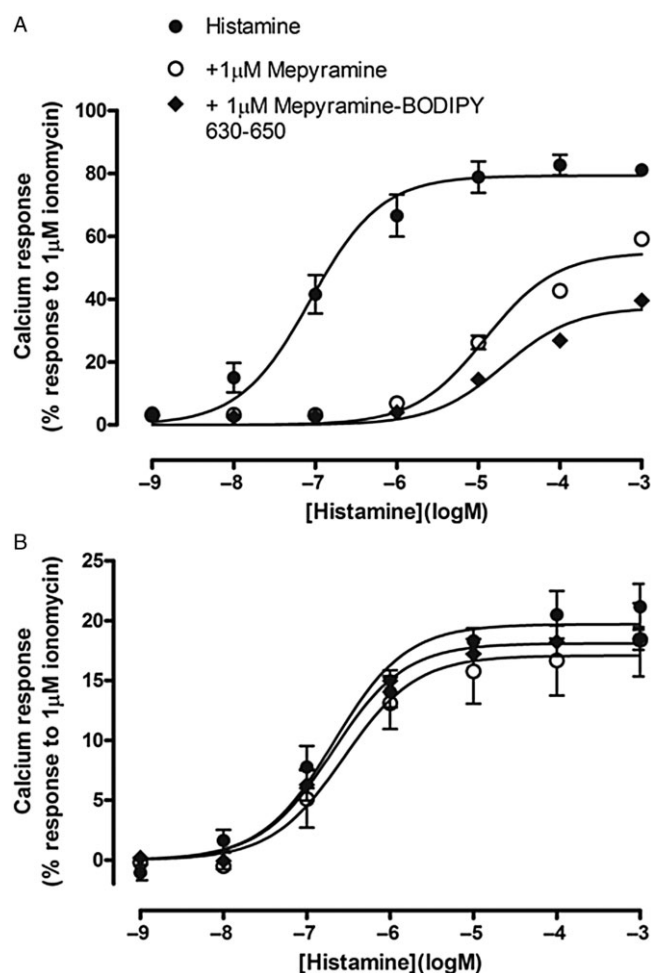 A
Histamine
+1μM Mepyramine
+ 1μM Mepyramine-BODIPY
630-650
Calcium response
(% response to 1μM ionomycin)
100
80
60
40
20
0
–9
–8
–7
–6
–5
–4
–3
[Histamine](logM)
B
Calcium response
(% response to 1μM ionomycin)
25
20
15
10
5
0
–9
–8
–7
–6
–5
–4
–3
[Histamine](logM)